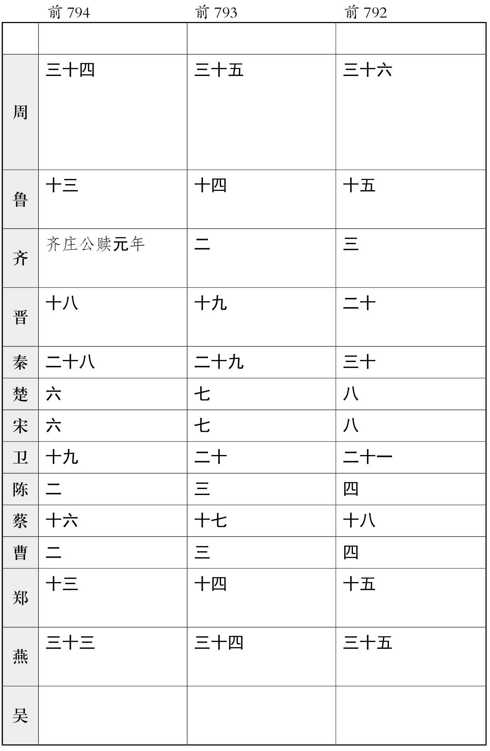 前 794 前 793 前 792
周 三十四 三十五 三十六
鲁 十三 十四 十五
齐 齐庄公赎元年 二 三
晋 十八 十九 二十
秦 二十八 二十九 三十
楚 六 七 八
宋 六 七 八
卫 十九 二十 二十一
陈 二 三 四
蔡 十六 十七 十八
曹 二 三 四
郑 十三 十四 十五
燕 三十三 三十四 三十五
吴